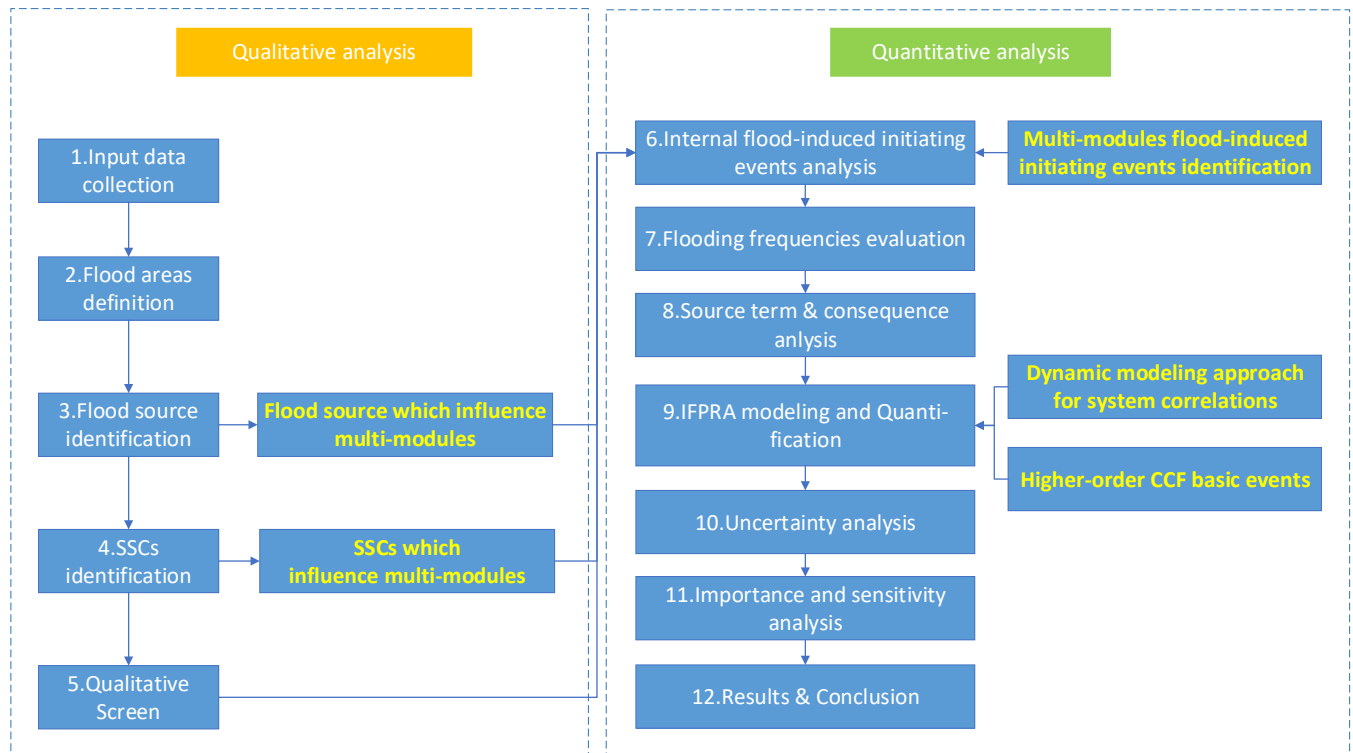 Qualitative analysis
1.Input data
collection
2.Flood areas
definition
3.Flood source
identification
Flood source which influence
multi-modules
4.SSCs
identification
SSCs which
influence multi-modules
5.Qualitative
Screen
Quantitative analysis
6.Internal flood-induced initiating
events analysis
Multi-modules flood-induced
initiating events identification
7.Flooding frequencies evaluation
8.Source term & consequence
anlysis
9.IFPRA modeling and Quanti-
fication
Dynamic modeling approach
for system correlations
Higher-order CCF basic events
10.Uncertainty analysis
11.Importance and sensitivity
analysis
12.Results & Conclusion